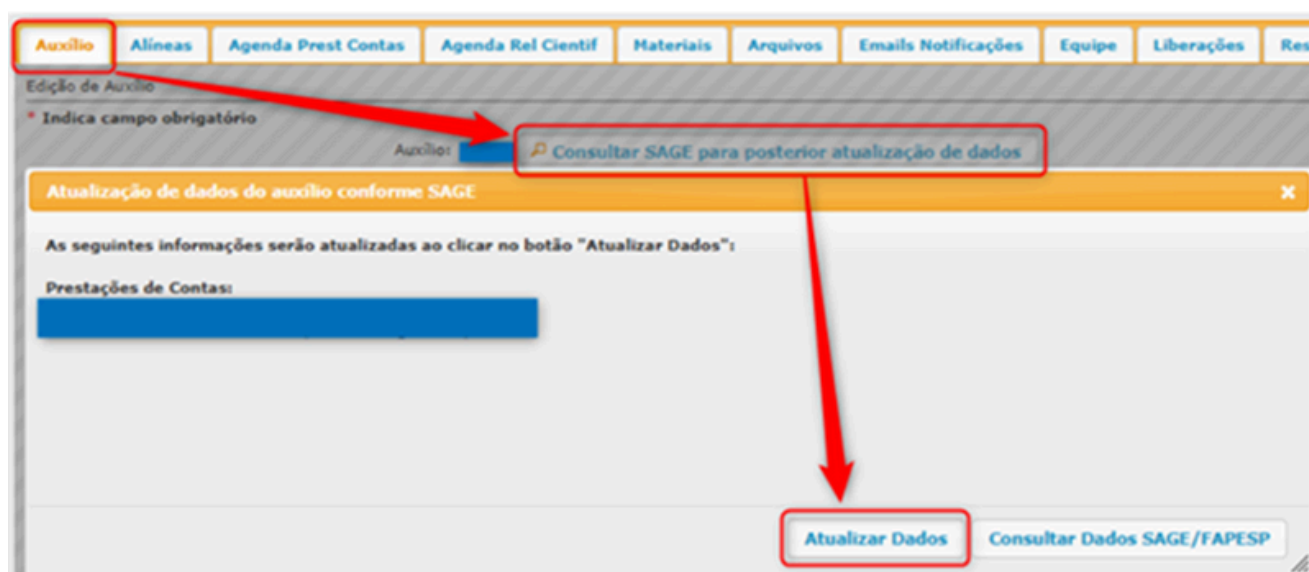 Auxílio Alíneas Agenda Prest Contas Agenda Rel Cientif Materiais Arquivos Emails Notificações Equipe Liberações Res
Edição de Auxílio
* Indica campo obrigatório
Auxílio: Consultar SAGE para posterior atualização de dados
Atualização de dados do auxílio conforme SAGE
As seguintes informações serão atualizadas ao clicar no botão "Atualizar Dados":
Prestações de Contas:
Atualizar Dados Consultar Dados SAGE/FAPESP